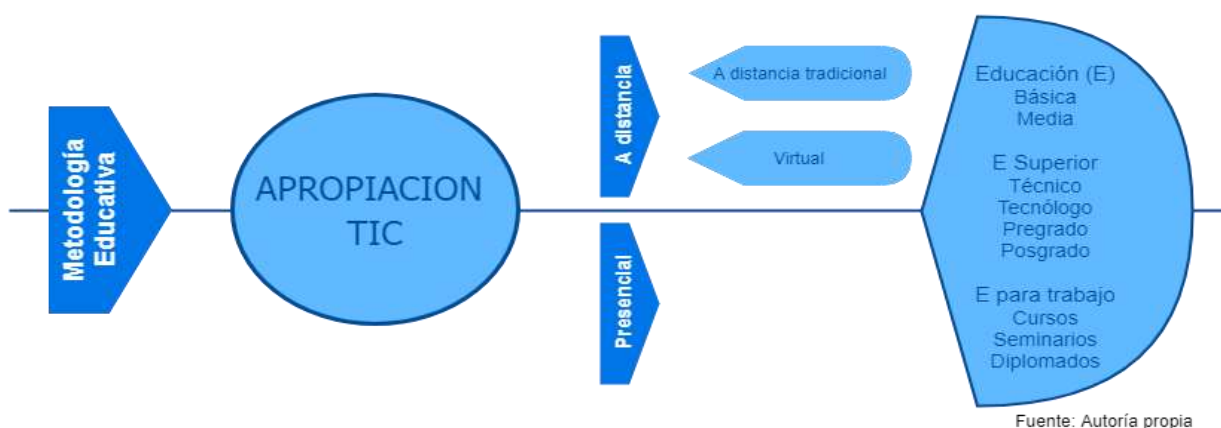 Metodología
Educativa
APROPIACION
TIC
A distancia
Presencial
A distancia tradicional
Virtual
Educación (E)
Básica
Media
E Superior
Técnico
Tecnólogo
Pregrado
Posgrado
E para trabajo
Cursos
Seminarios
Diplomados
Fuente: Autoría propia